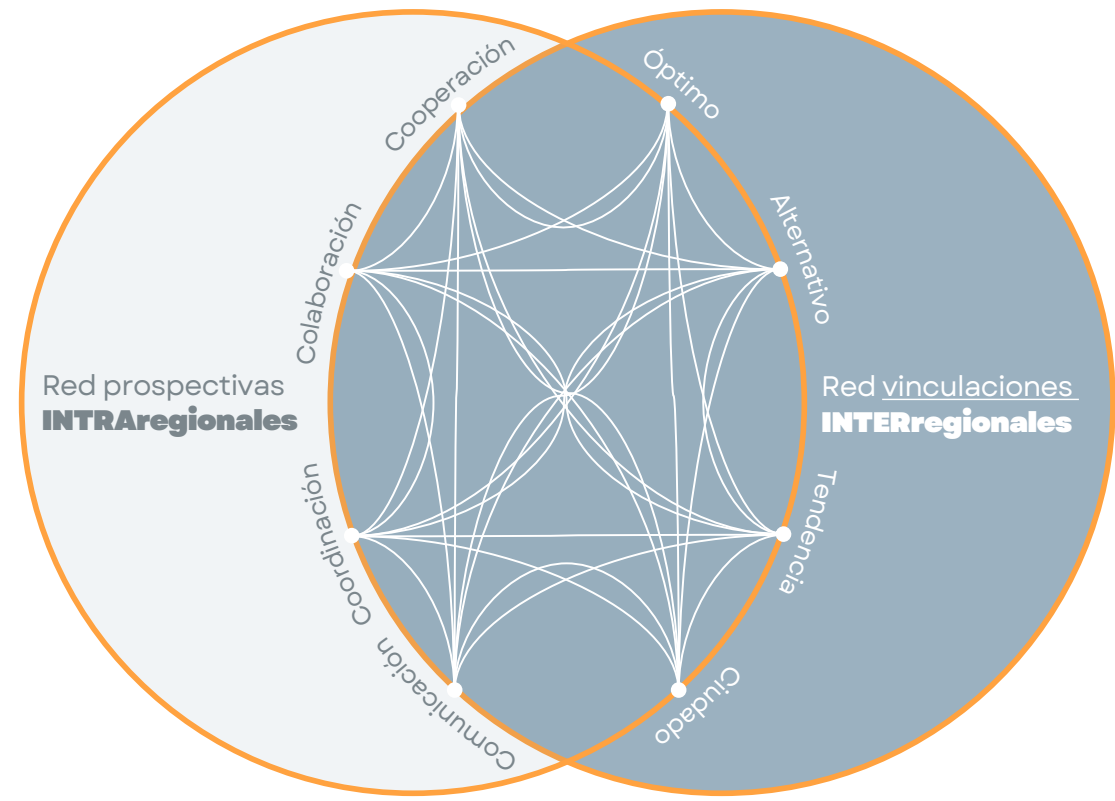 Cooperación
Óptimo
Colaboración
Alternativo
Red prospectivas
INTRAregionales
Red vinculaciones
INTERregionales
Coordinación
Tendencia
Comunicación
Ciudado